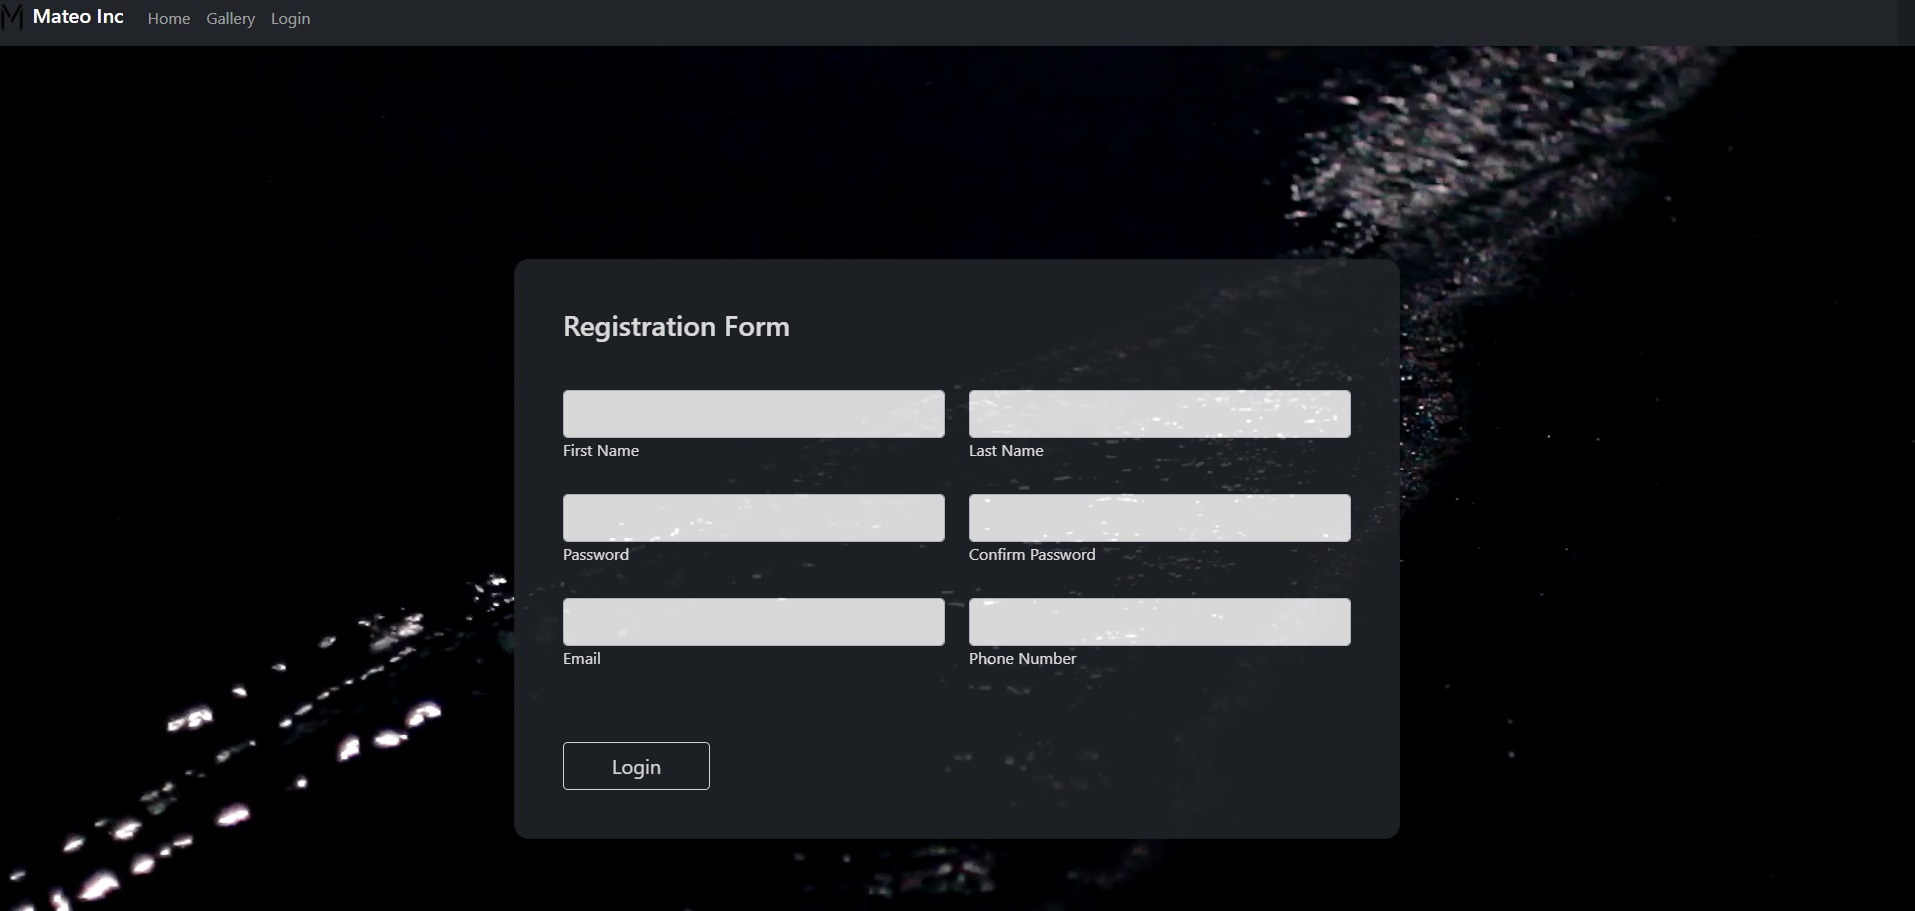 Mateo Inc Home Gallery Login
Registration Form
First Name Last Name
Password Confirm Password
Email Phone Number
Login